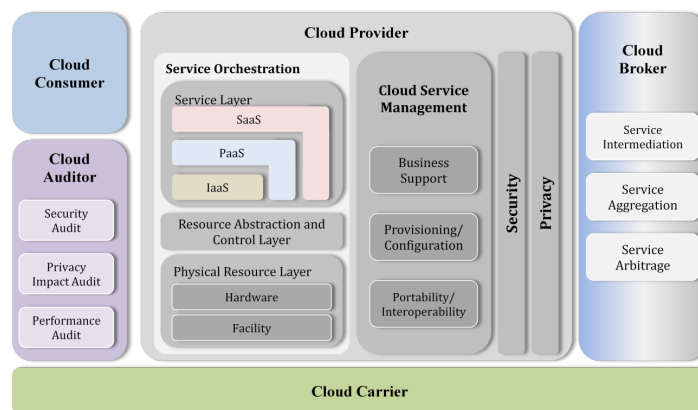 Cloud
Consumer
Cloud
Auditor
Security
Audit
Privacy
Impact Audit
Performance
Audit
Cloud Provider
Service Orchestration
Service Layer
SaaS
PaaS
IaaS
Resource Abstraction and
Control Layer
Physical Resource Layer
Hardware
Facility
Cloud Service
Management
Business
Support
Provisioning/
Configuration
Portability/
Interoperability
Security
Privacy
Cloud
Broker
Service
Intermediation
Service
Aggregation
Service
Arbitrage
Cloud Carrier